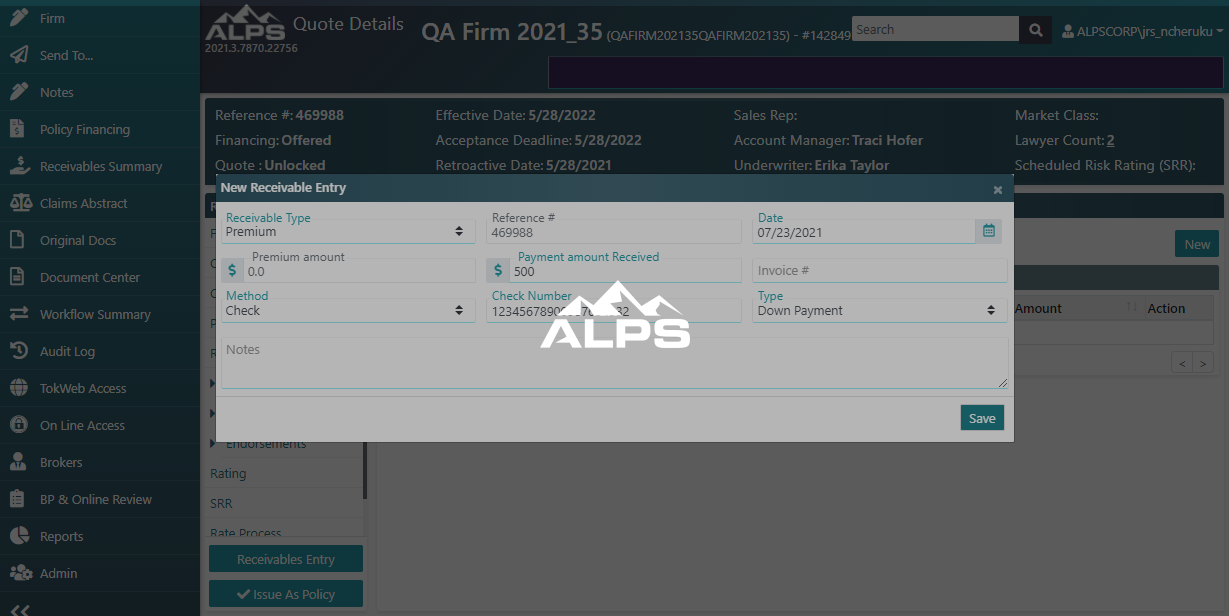 Firm
Send To...
Notes
Policy Financing
Receivables Summary
Claims Abstract
Original Docs
Document Center
Workflow Summary
Audit Log
TokWeb Access
On Line Access
Brokers
BP & Online Review
Reports
Admin
ALPS
2021.3.7870.22756
Quote Details
QA Firm 2021_35 (QAFIRM202135QAFIRM202135) - #142849
Search
ALPSCORP\jrs_ncheruku
Reference #: 469988
Effective Date: 5/28/2022
Sales Rep:
Market Class:
Financing: Offered
Acceptance Deadline: 5/28/2022
Account Manager: Traci Hofer
Lawyer Count: 2
Quote : Unlocked
Retroactive Date: 5/28/2021
Underwriter: Erika Taylor
Scheduled Risk Rating (SRR):
New Receivable Entry
×
Receivable Type
Premium
Reference #
469988
Date
07/23/2021
Premium amount
$ 0.0
Payment amount Received
$ 500
Invoice #
Method
Check
Check Number
Type
Down Payment
ALPS
Notes
Save
New
Amount
Action
< >
Endorsements
Rating
SRR
Rate Process
Receivables Entry
Issue As Policy